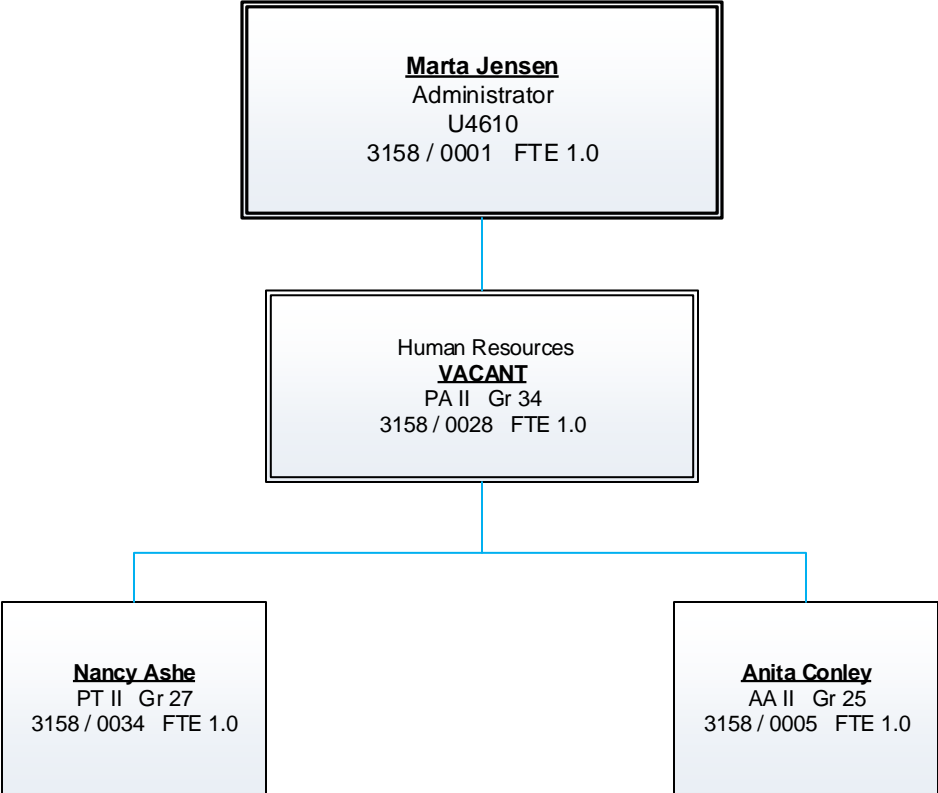 Marta Jensen
Administrator
U4610
3158 / 0001 FTE 1.0
Human Resources
VACANT
PA II Gr 34
3158 / 0028 FTE 1.0
Nancy Ashe
PT II Gr 27
3158 / 0034 FTE 1.0
Anita Conley
AA II Gr 25
3158 / 0005 FTE 1.0